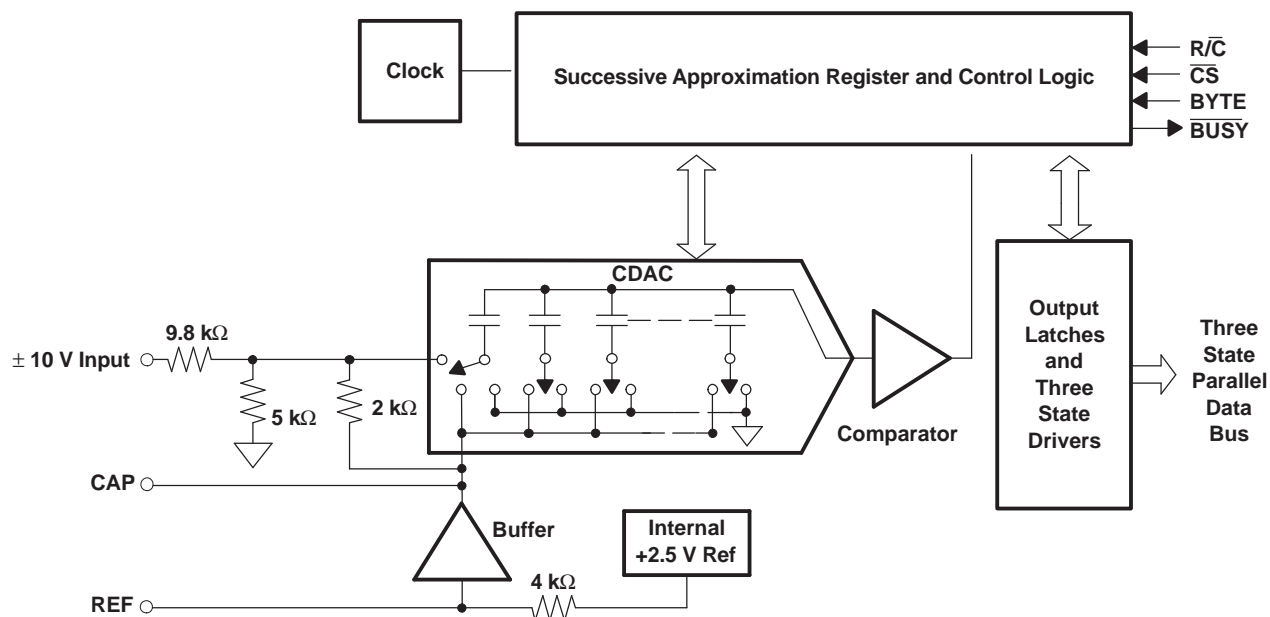 Clock
Successive Approximation Register and Control Logic
R/C̅
C̅S̅
BYTE
B̅U̅S̅Y̅
CDAC
9.8 kΩ
± 10 V Input
5 kΩ
2 kΩ
Comparator
Output
Latches
and
Three
State
Drivers
Three
State
Parallel
Data
Bus
CAP
Buffer
Internal
+2.5 V Ref
4 kΩ
REF